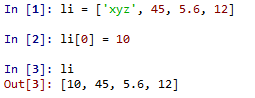 In [1]: li = ['xyz', 45, 5.6, 12]
In [2]: li[0] = 10
In [3]: li
Out[3]: [10, 45, 5.6, 12]